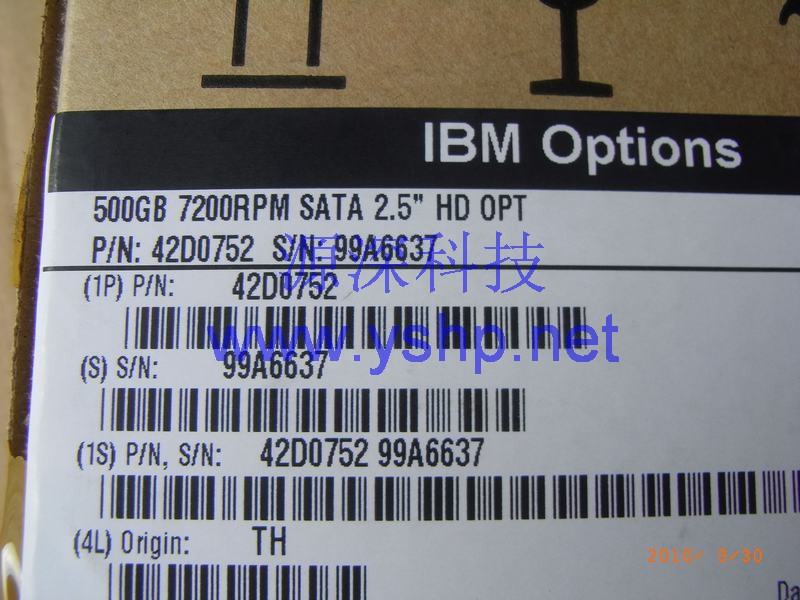 IBM Options
500GB 7200RPM SATA 2.5" HD OPT
P/N: 42D0752 S/N: 99A6637
源深科技
(1P) P/N: 42D0752
www.yshp.net
(S) S/N: 99A6637
(1S) P/N, S/N: 42D0752 99A6637
(4L) Origin: TH
2010/ 9/30
Da